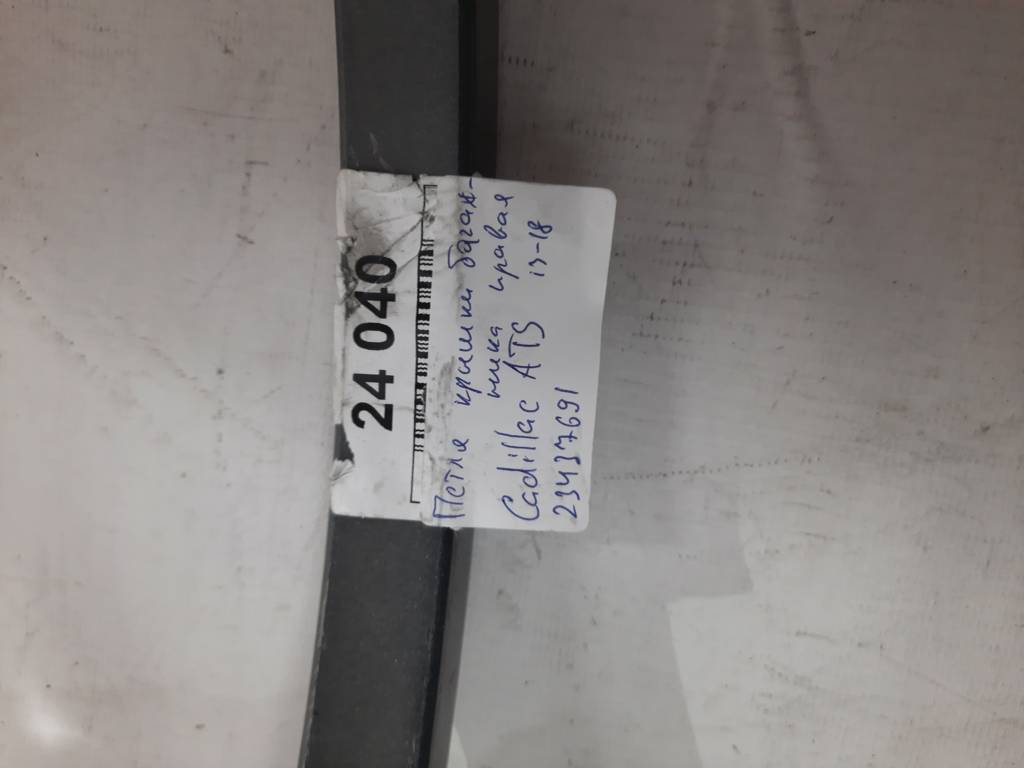 24 040
Петля крышки багаж-
ника правая
Cadillac ATS 13-18
23437691